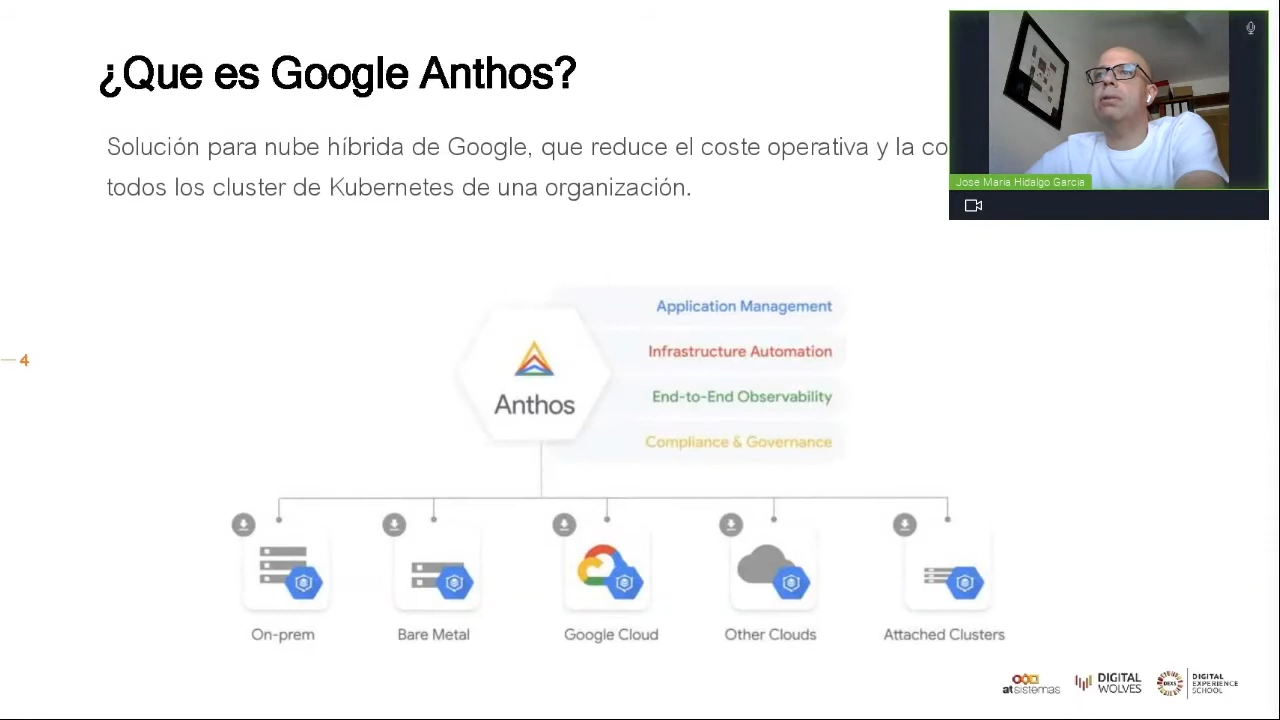 ¿Que es Google Anthos?
Solución para nube híbrida de Google, que reduce el coste operativa y la co
todos los cluster de Kubernetes de una organización.
Jose Maria Hidalgo Garcia
Application Management
Infrastructure Automation
End-to-End Observability
Compliance & Governance
4
Anthos
On-prem
Bare Metal
Google Cloud
Other Clouds
Attached Clusters
atsistemas
DIGITAL
WOLVES
DEXS
DIGITAL
EXPERIENCE
SCHOOL